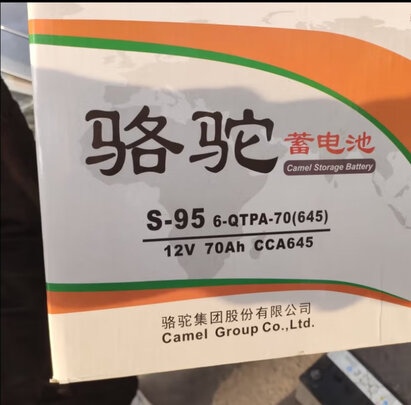 骆驼 蓄电池
Camel Storage Battery
S-95 6-QTPA-70(645)
12V 70Ah CCA645
骆驼集团股份有限公司
Camel Group Co.,Ltd.